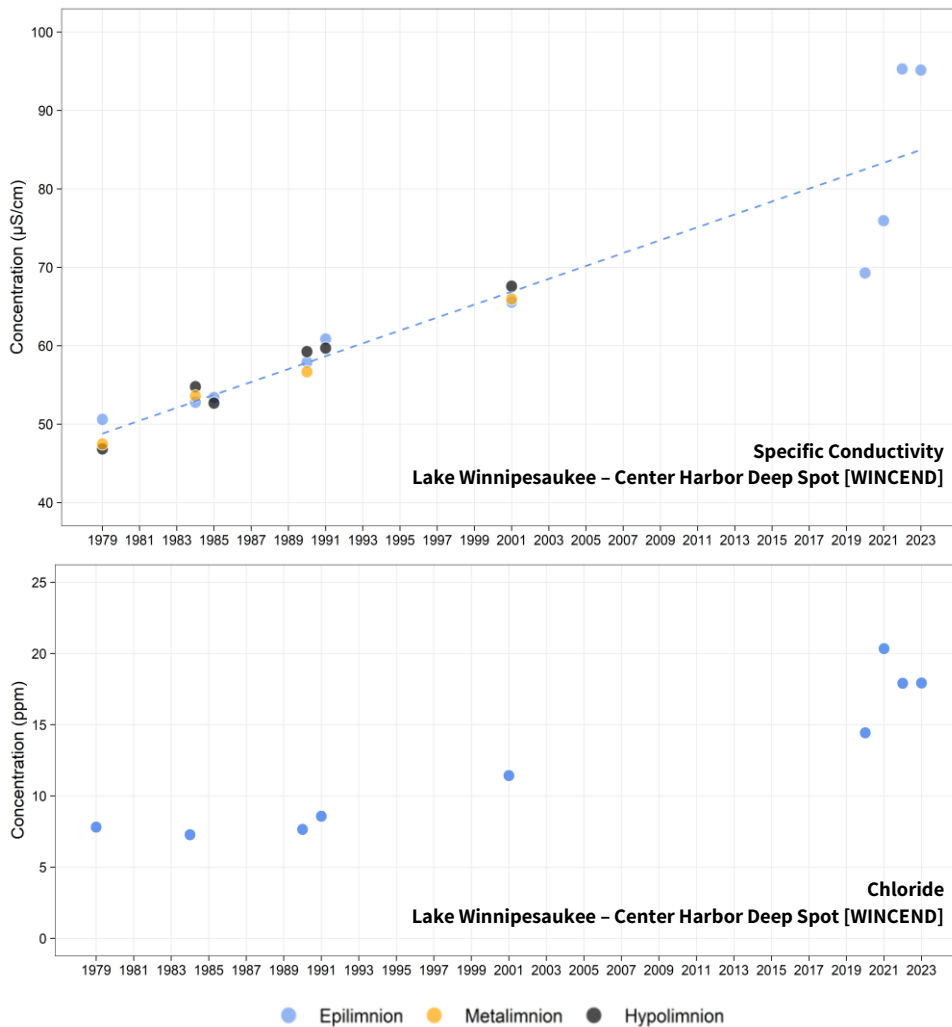 100
90
80
70
60
50
40
Concentration (µS/cm)
Specific Conductivity
Lake Winnipesaukee – Center Harbor Deep Spot [WINCEND]
1979 1981 1983 1985 1987 1989 1991 1993 1995 1997 1999 2001 2003 2005 2007 2009 2011 2013 2015 2017 2019 2021 2023
25
20
15
10
5
0
Concentration (ppm)
Chloride
Lake Winnipesaukee – Center Harbor Deep Spot [WINCEND]
1979 1981 1983 1985 1987 1989 1991 1993 1995 1997 1999 2001 2003 2005 2007 2009 2011 2013 2015 2017 2019 2021 2023
Epilimnion Metalimnion Hypolimnion